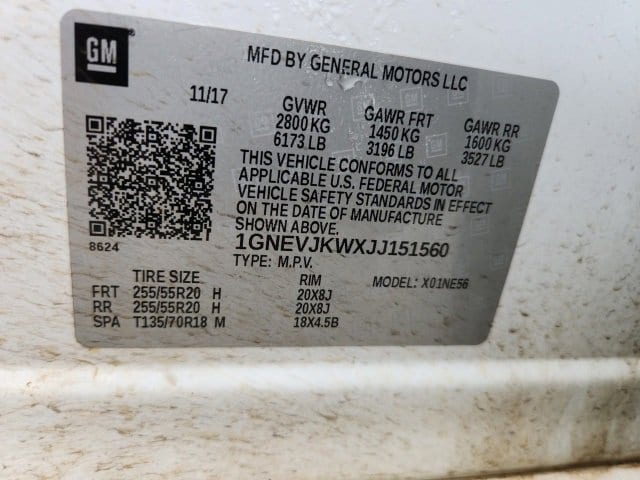 GM
MFD BY GENERAL MOTORS LLC
11/17
GVWR GAWR FRT GAWR RR
2800 KG 1450 KG 1600 KG
6173 LB 3196 LB 3527 LB
THIS VEHICLE CONFORMS TO ALL
APPLICABLE U.S. FEDERAL MOTOR
VEHICLE SAFETY STANDARDS IN EFFECT
ON THE DATE OF MANUFACTURE
SHOWN ABOVE.
8624
1GNEVJKWXJJ151560
TYPE: M.P.V.
MODEL: X01NE56
TIRE SIZE RIM
FRT 255/55R20 H 20X8J
RR 255/55R20 H 20X8J
SPA T135/70R18 M 18X4.5B